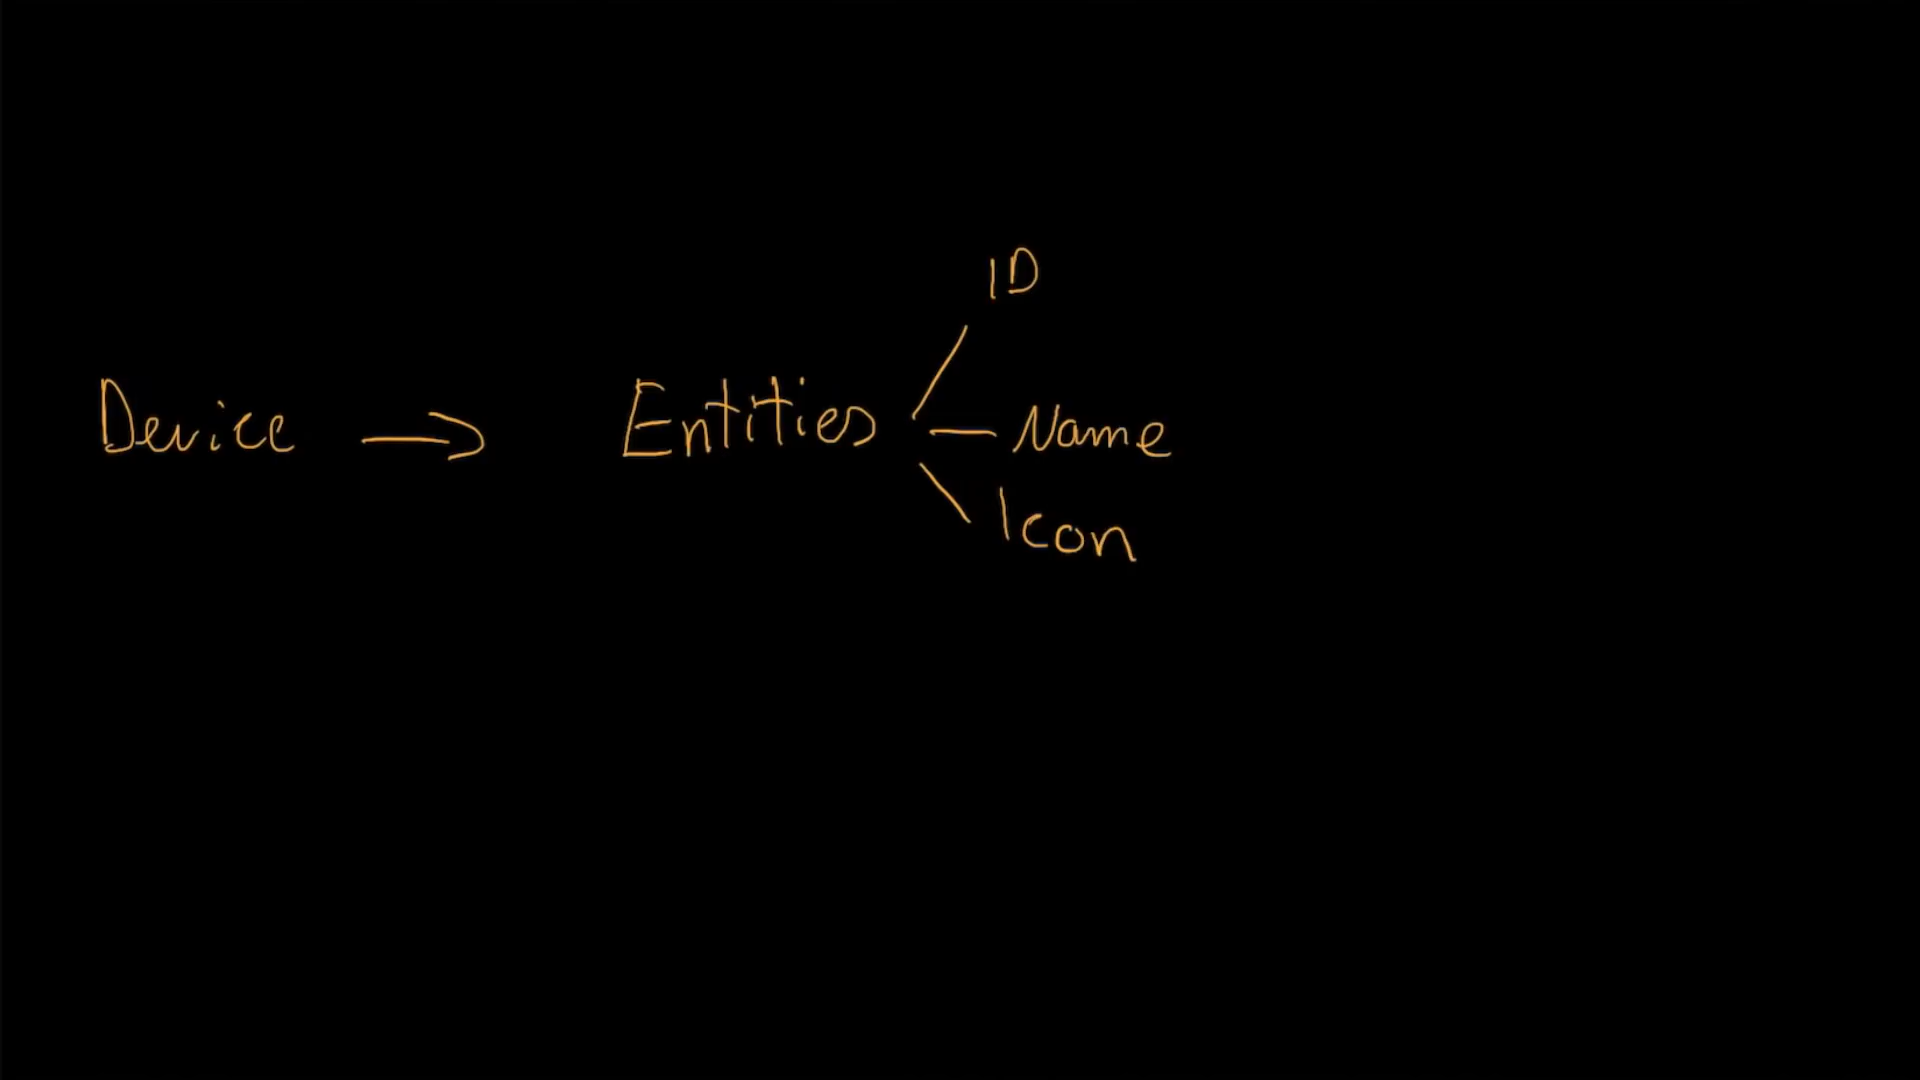 ID
Device → Entities — Name
Icon